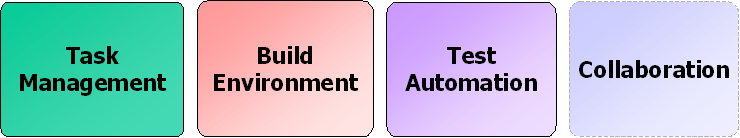 Task
Management
Build
Environment
Test
Automation
Collaboration